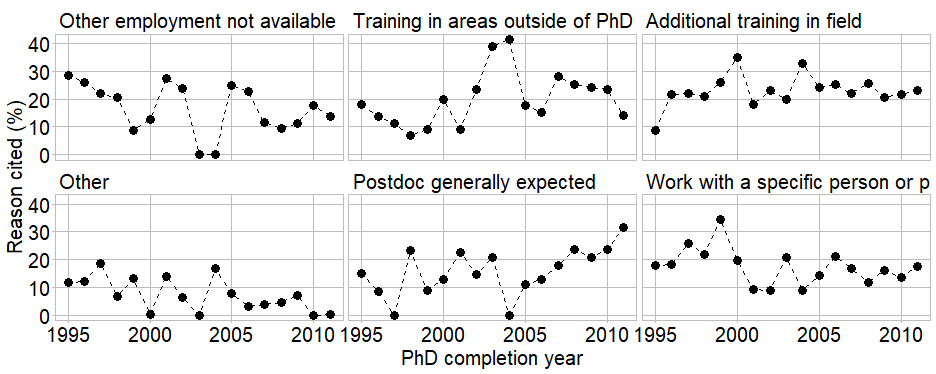 Other employment not available
Training in areas outside of PhD
Additional training in field
40
30
20
10
0
Other
Postdoc generally expected
Work with a specific person or p
40
30
20
10
0
1995 2000 2005 2010
1995 2000 2005 2010
1995 2000 2005 2010
PhD completion year
Reason cited (%)